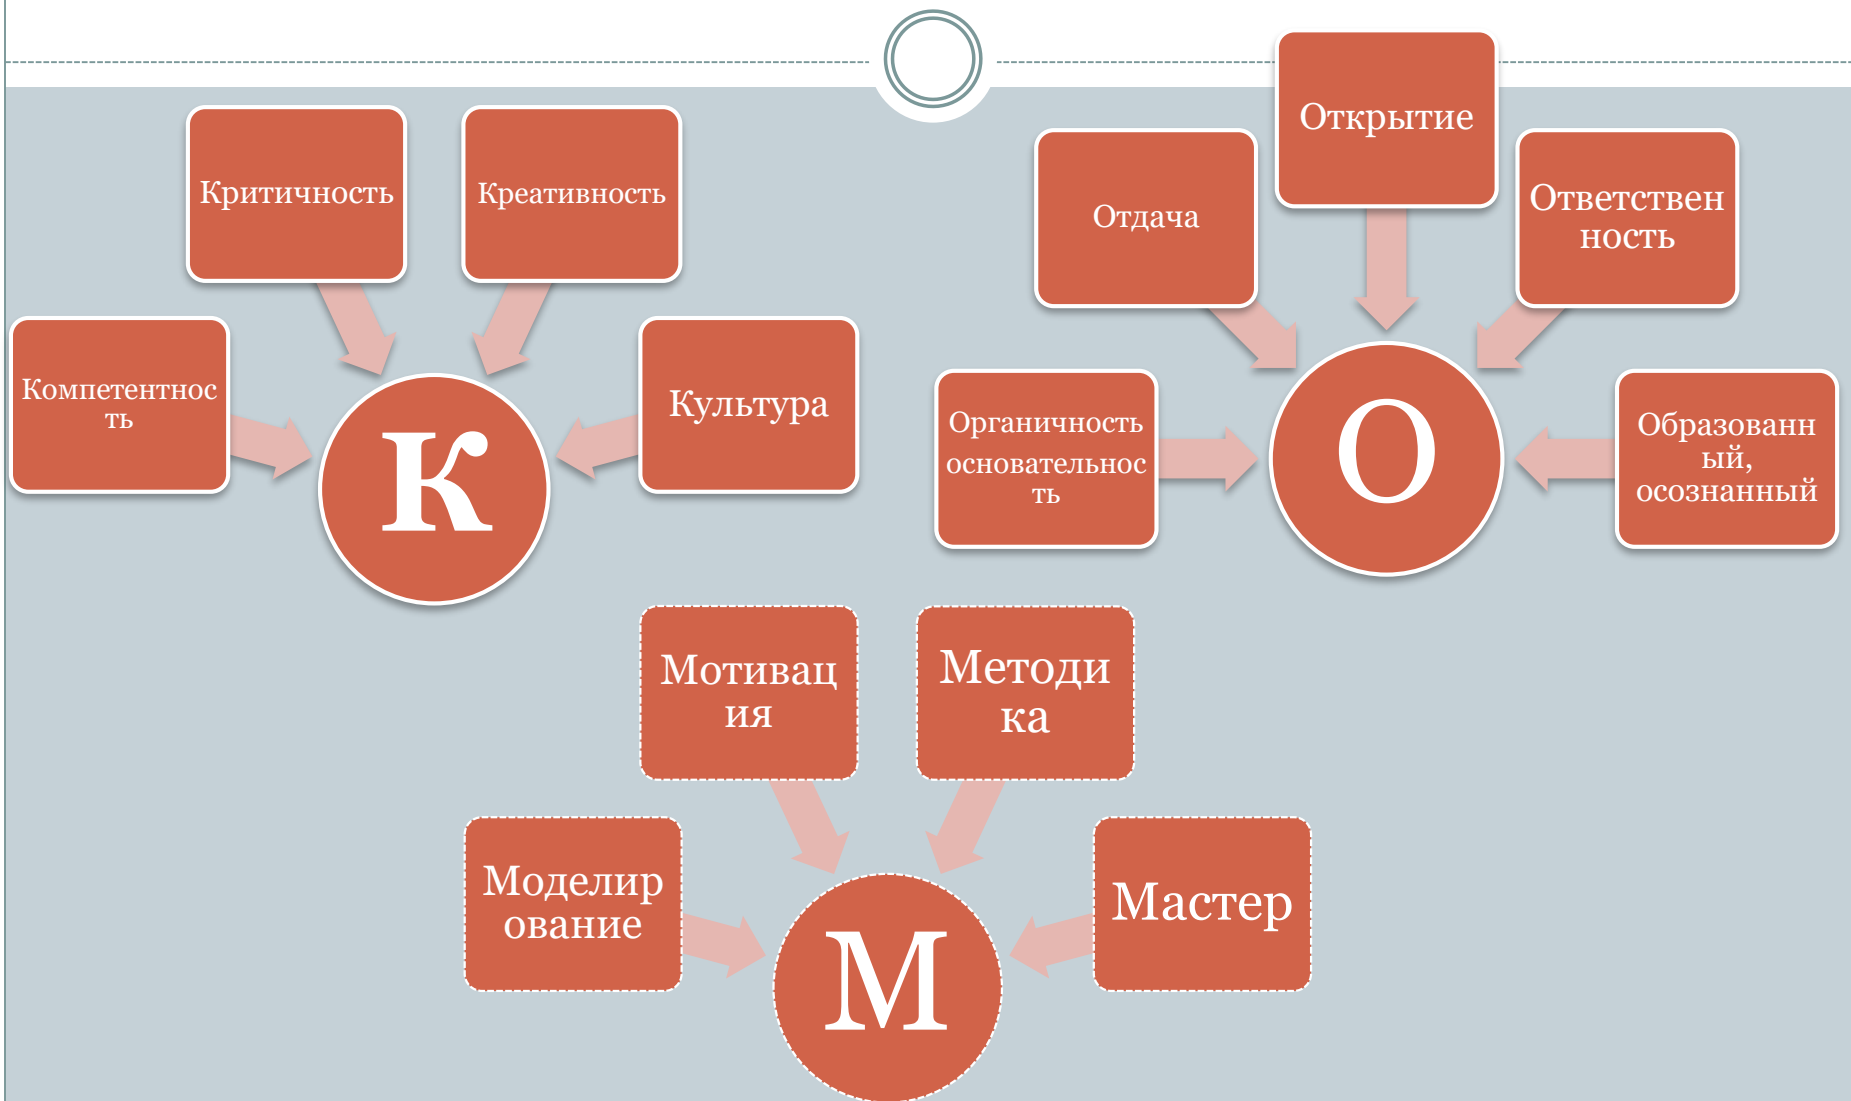 Критичность
Креативность
Компетентнос
ть
Культура
К
Открытие
Отдача
Ответствен
ность
Органичность
основательнос
ть
Образованн
ый,
осознанный
О
Мотивац
ия
Методи
ка
Моделир
ование
Мастер
М